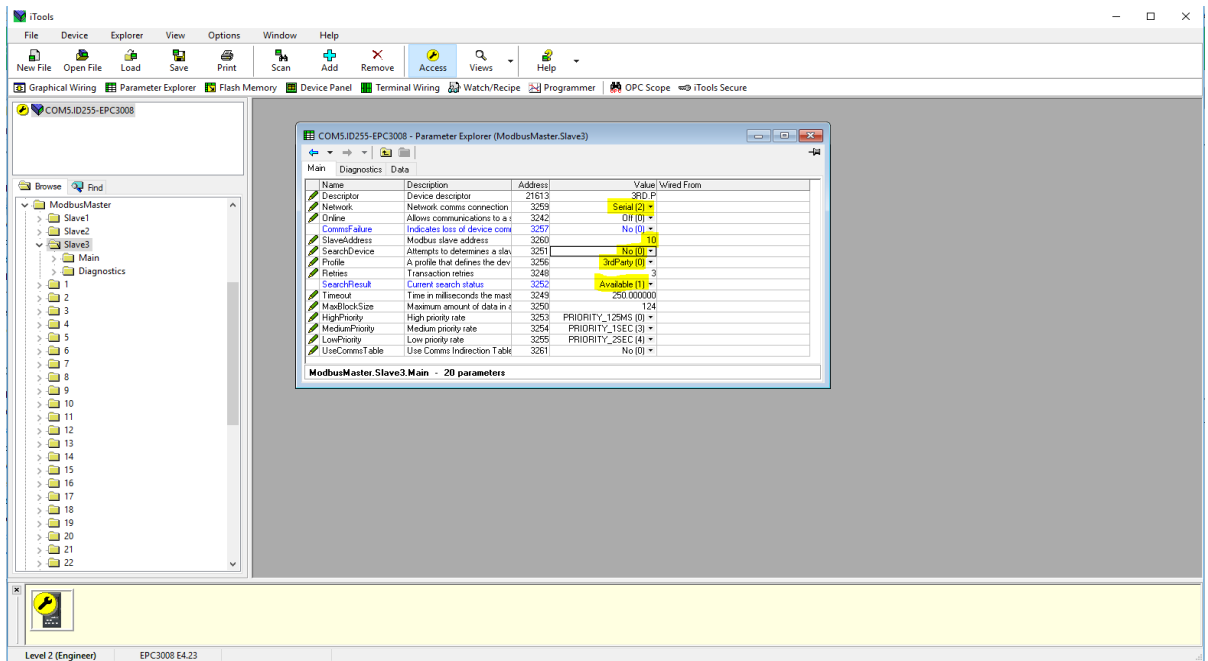 iTools
File Device Explorer View Options Window Help
New File Open File Load Save Print Scan Add Remove Access Views Help
Graphical Wiring Parameter Explorer Flash Memory Device Panel Terminal Wiring Watch/Recipe Programmer OPC Scope iTools Secure
COM5.ID255-EPC3008
Browse Find
ModbusMaster
Slave1
Slave2
Slave3
Main
Diagnostics
1
2
3
4
5
6
7
8
9
10
11
12
13
14
15
16
17
18
19
20
21
22
COM5.ID255-EPC3008 - Parameter Explorer (ModbusMaster.Slave3)
Main Diagnostics Data
Name Description Address Value Wired From
Descriptor Device descriptor 21613 3RD.P
Network Network comms connection 3259 Serial (2)
Online Allows communications to a s 3242 Off (0)
CommsFailure Indicates loss of device com 3257 No (0)
SlaveAddress Modbus slave address 3260 10
SearchDevice Attempts to determines a slav 3251 No (0)
Profile A profile that defines the dev 3256 3rdParty (0)
Retries Transaction retries 3248 3
SearchResult Current search status 3252 Available (1)
Timeout Time in milliseconds the mast 3249 250.000000
MaxBlockSize Maximum amount of data in a 3250 124
HighPriority High priority rate 3253 PRIORITY_125MS (0)
MediumPriority Medium priority rate 3254 PRIORITY_1SEC (3)
LowPriority Low priority rate 3255 PRIORITY_2SEC (4)
UseCommsTable Use Comms Indirection Table 3261 No (0)
ModbusMaster.Slave3.Main - 20 parameters
Level 2 (Engineer) EPC3008 E4.23